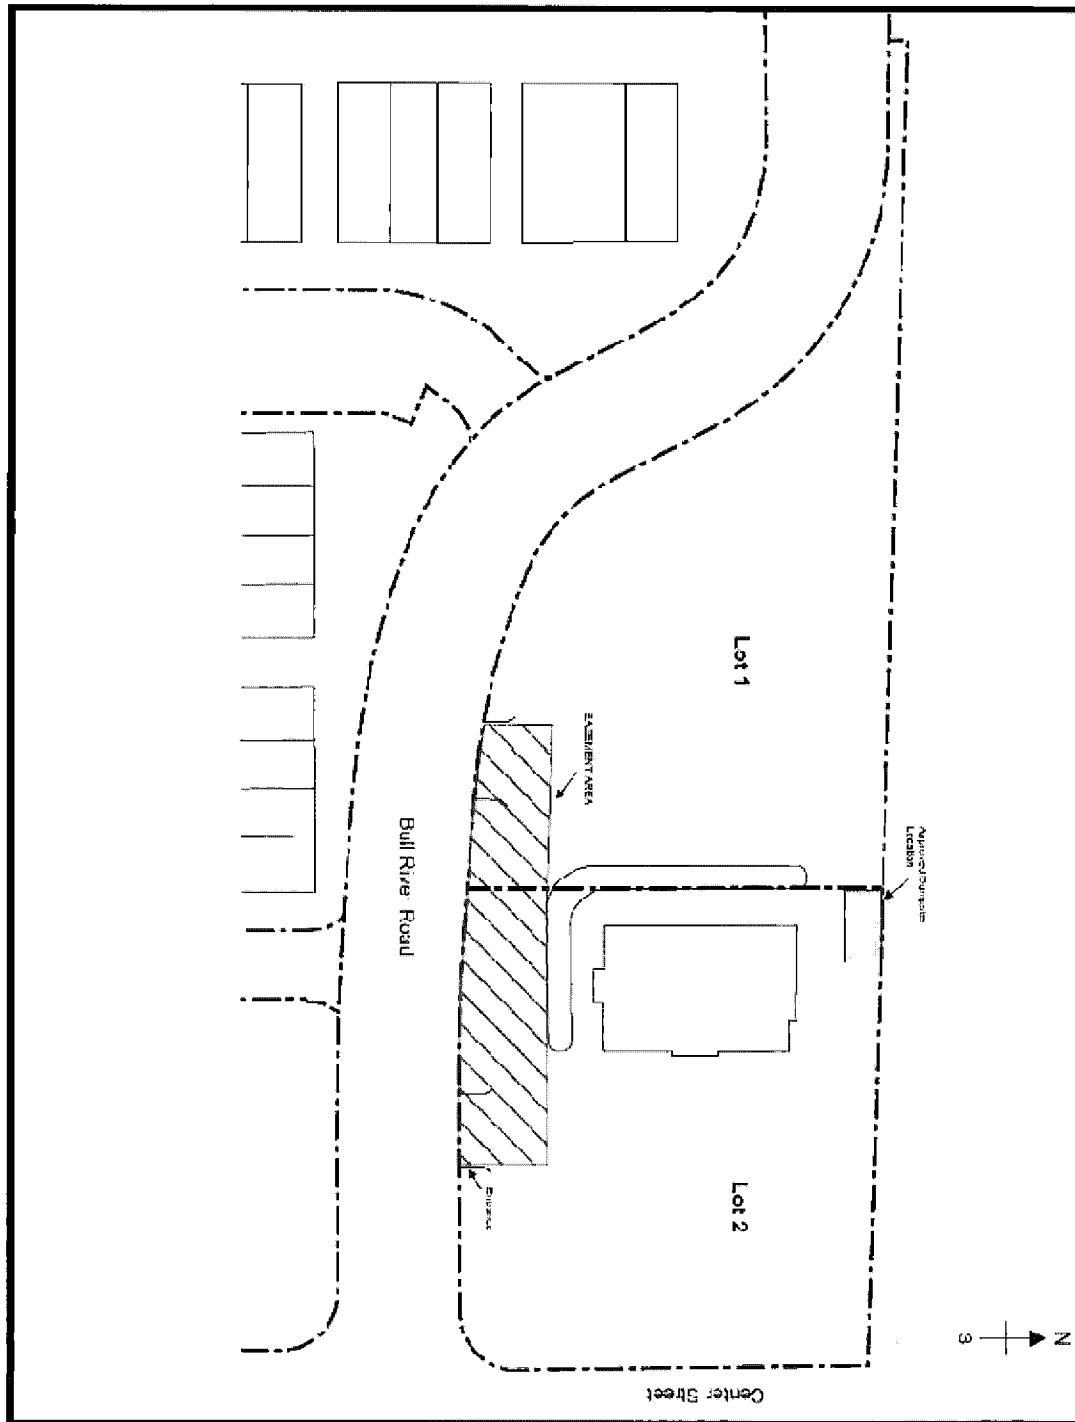 Lot 1
EASEMENT AREA
Approved Dumpster
Location
Bull River Road
Lot 2
Entrance
N
Center Street